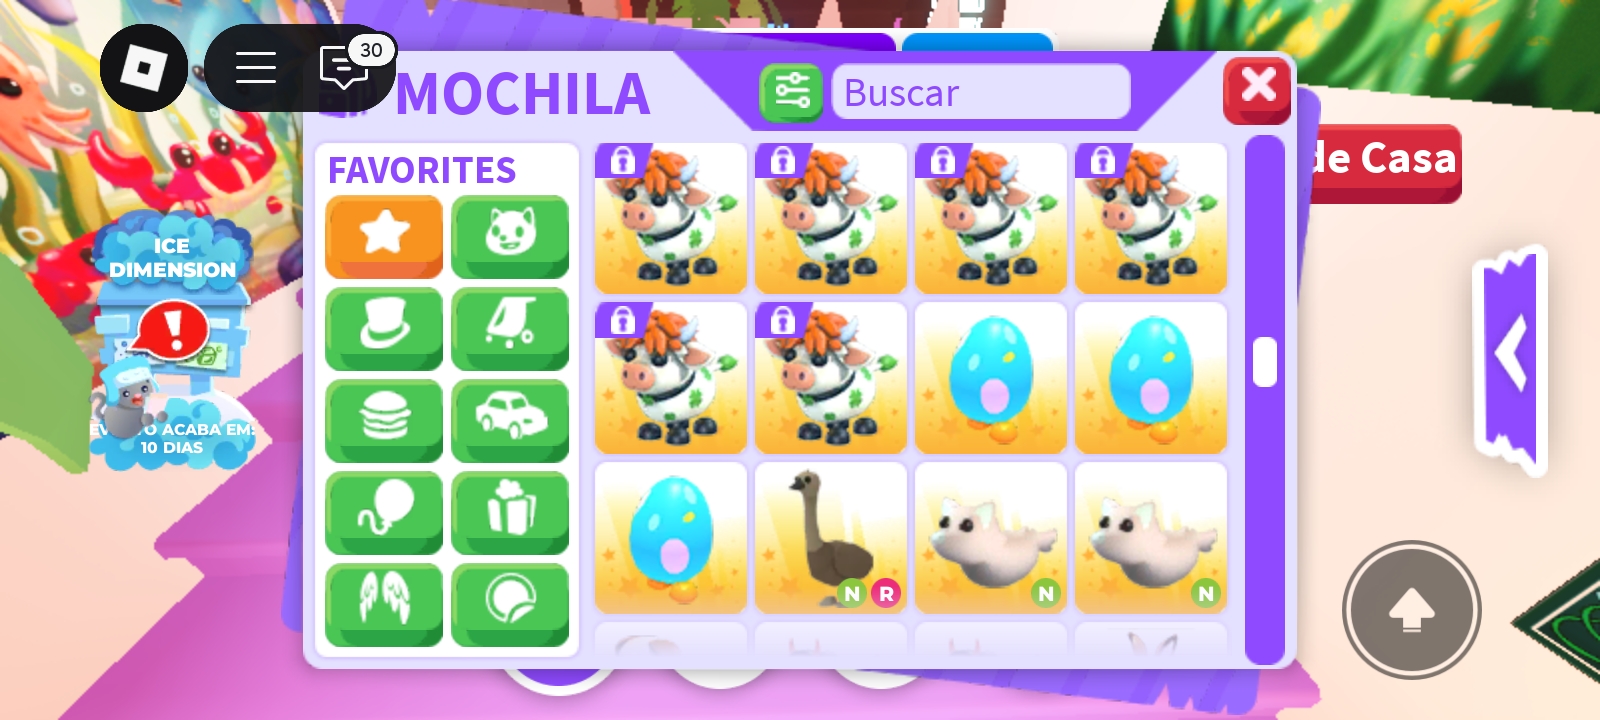 30
MOCHILA
Buscar
FAVORITES
de Casa
ICE
DIMENSION
!
ACABA EM:
10 DIAS
N
R
N
N